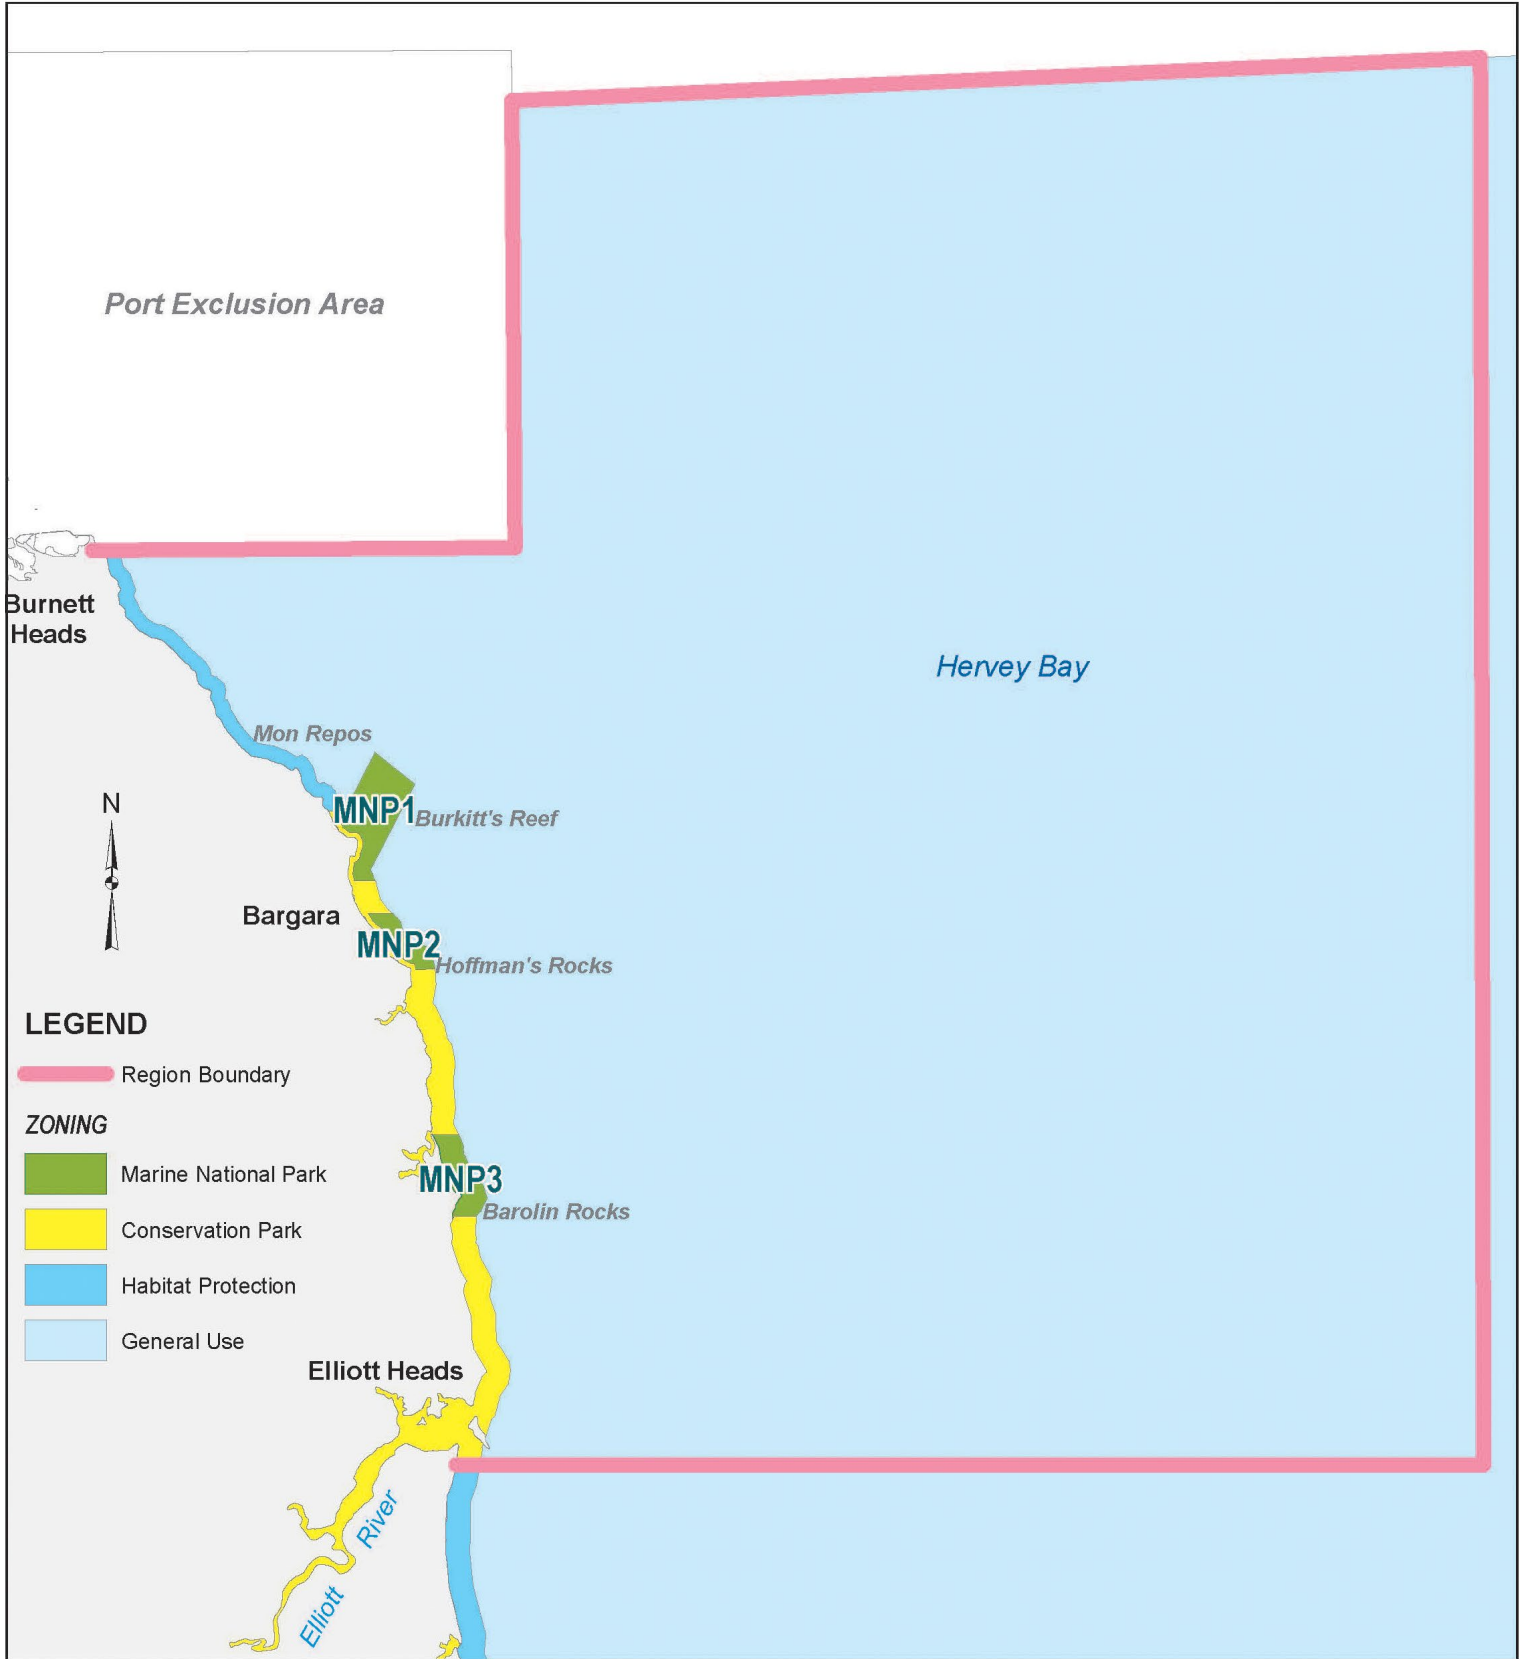 Port Exclusion Area
Burnett
Heads
Hervey Bay
Mon Repos
N
MNP1
Burkitt's Reef
Bargara
MNP2
Hoffman's Rocks
LEGEND
Region Boundary
ZONING
Marine National Park
MNP3
Barolin Rocks
Conservation Park
Habitat Protection
General Use
Elliott Heads
Elliott River